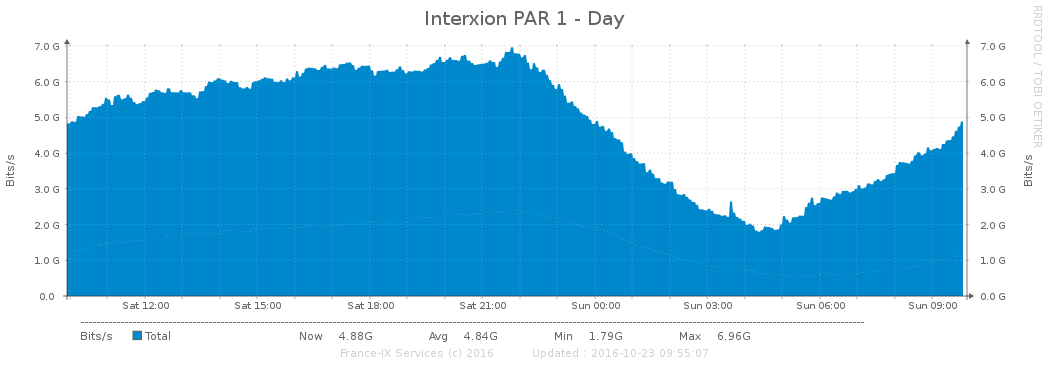 Interxion PAR 1 - Day
RRDTOOL / TOBI OETIKER
Bits/s
7.0 G 7.0 G
6.0 G 6.0 G
5.0 G 5.0 G
4.0 G 4.0 G
3.0 G 3.0 G
2.0 G 2.0 G
1.0 G 1.0 G
0.0 0.0 G
Bits/s
Sat 12:00 Sat 15:00 Sat 18:00 Sat 21:00 Sun 00:00 Sun 03:00 Sun 06:00 Sun 09:00
Bits/s Total Now 4.88G Avg 4.84G Min 1.79G Max 6.96G
France-IX Services (c) 2016 Updated : 2016-10-23 09:55:07